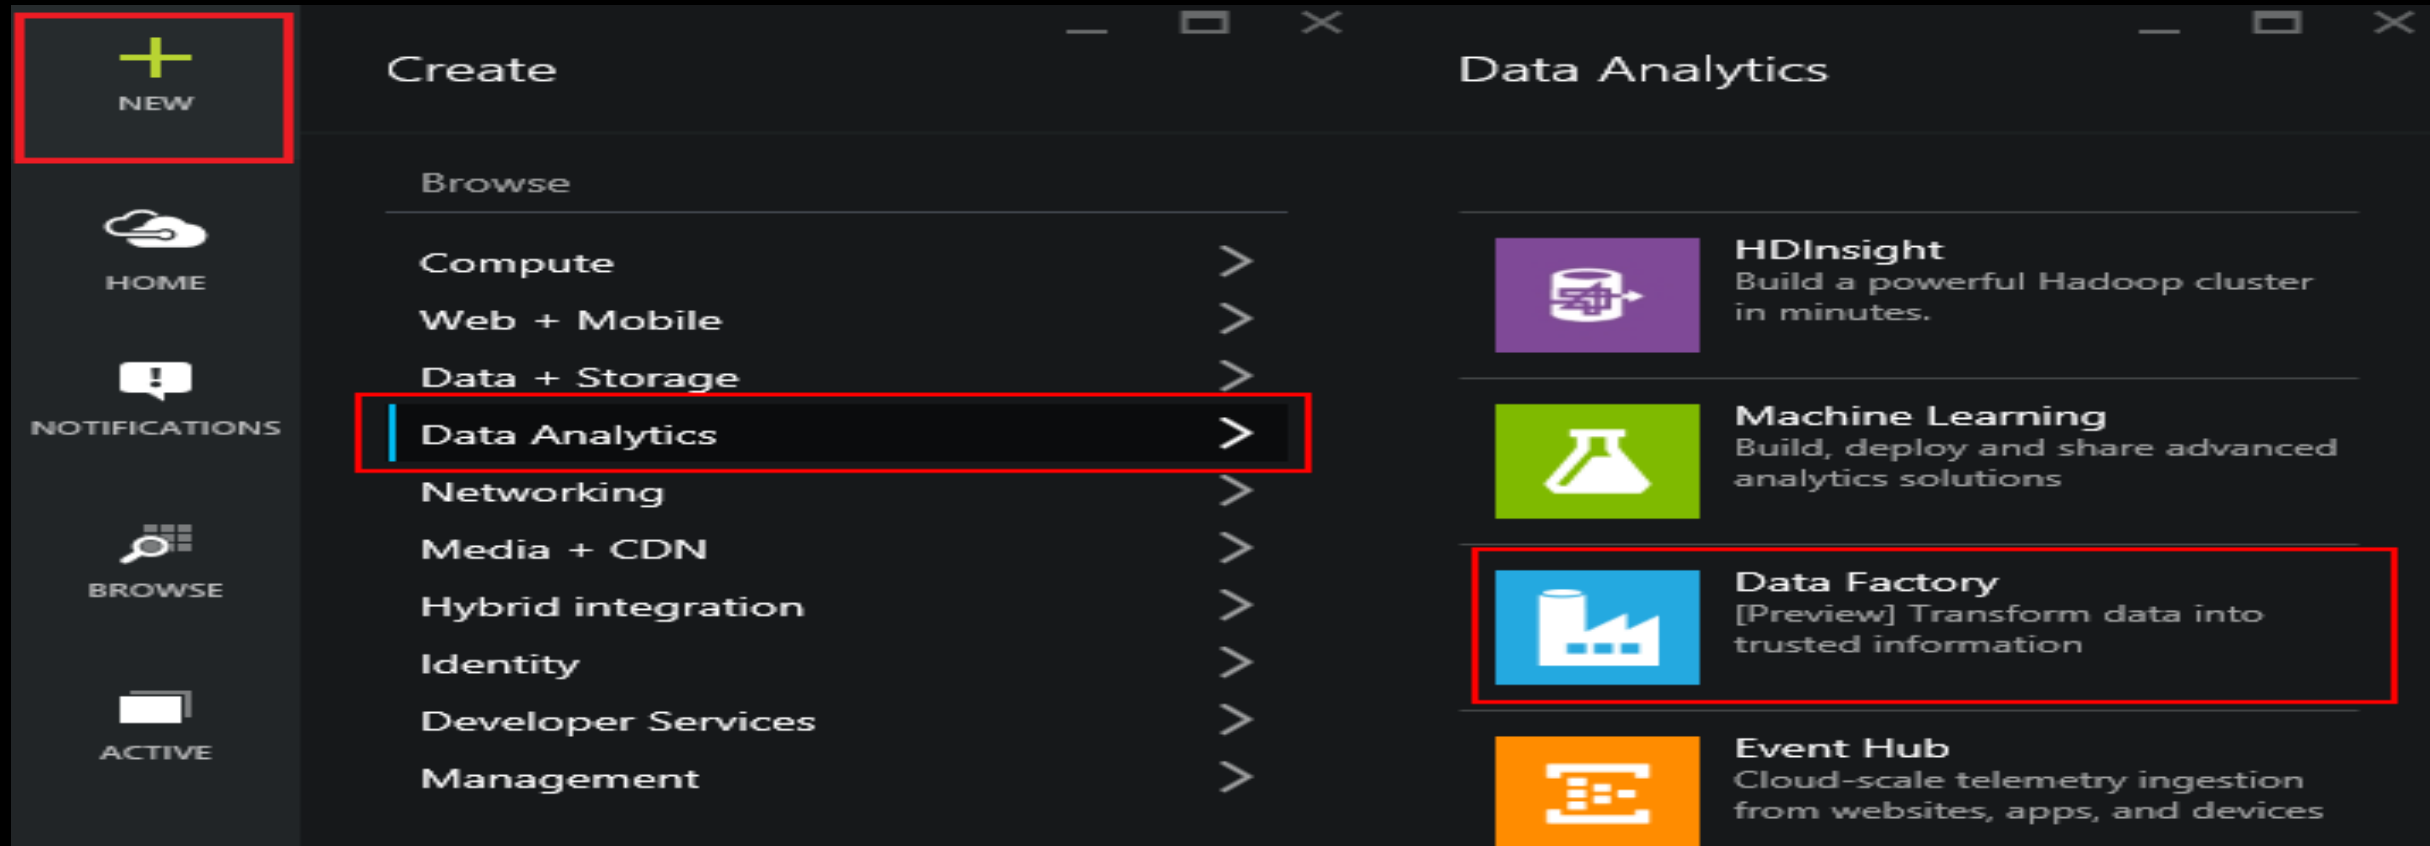 NEW
HOME
NOTIFICATIONS
BROWSE
ACTIVE
Create
Browse
Compute
Web + Mobile
Data + Storage
Data Analytics
Networking
Media + CDN
Hybrid integration
Identity
Developer Services
Management
Data Analytics
HDInsight
Build a powerful Hadoop cluster
in minutes.
Machine Learning
Build, deploy and share advanced
analytics solutions
Data Factory
[Preview] Transform data into
trusted information
Event Hub
Cloud-scale telemetry ingestion
from websites, apps, and devices